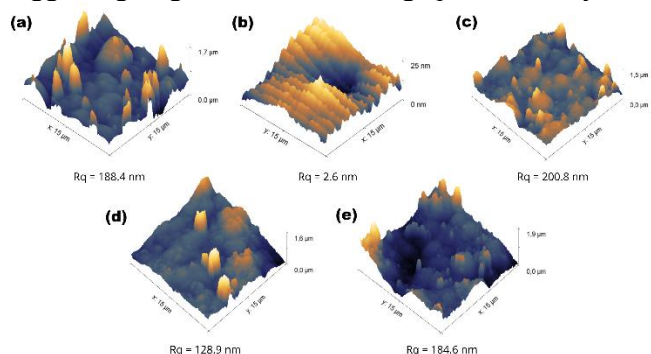 (a)
1.7 µm
0.0 µm
x: 15 µm
y: 15 µm
Rq = 188.4 nm
(b)
25 nm
0 nm
y: 15 µm
x: 15 µm
Rq = 2.6 nm
(c)
1.5 µm
0.0 µm
x: 15 µm
y: 15 µm
Rq = 200.8 nm
(d)
1.6 µm
0.0 µm
x: 15 µm
y: 15 µm
Rq = 128.9 nm
(e)
1.9 µm
0.0 µm
x: 15 µm
y: 15 µm
Rq = 184.6 nm